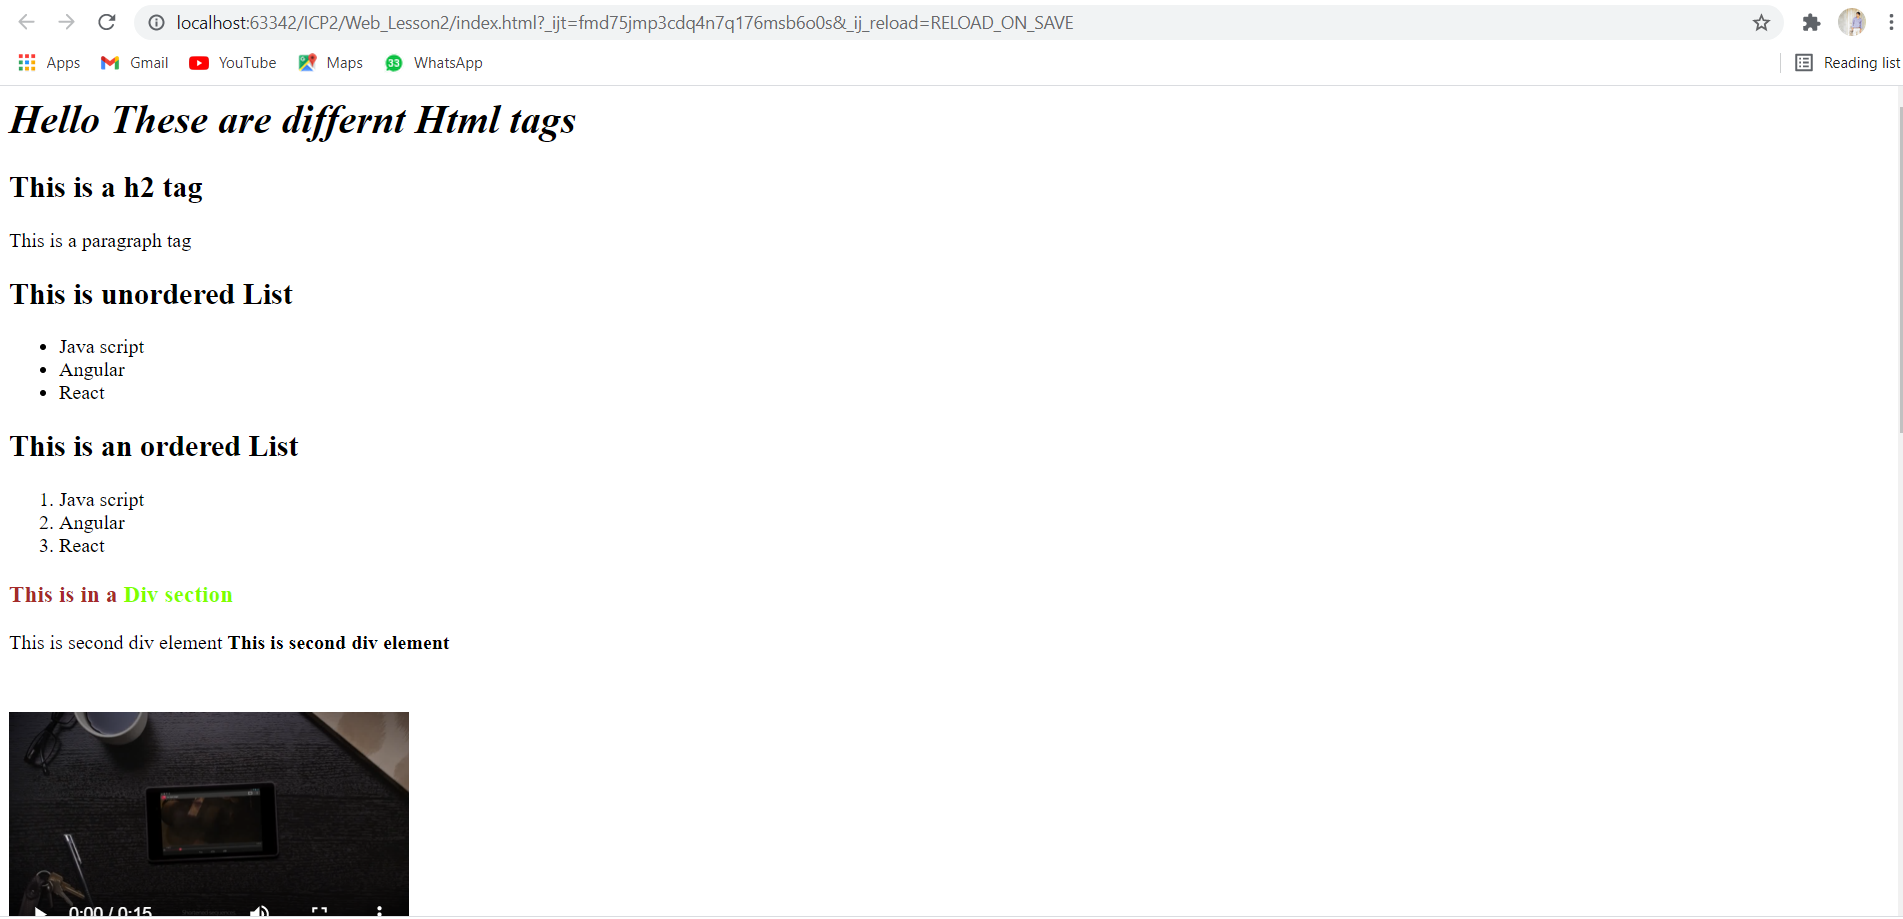 localhost:63342/ICP2/Web_Lesson2/index.html?_ijt=fmd75jmp3cdq4n7q176msb6o0s&_ij_reload=RELOAD_ON_SAVE
Apps Gmail YouTube Maps 33 WhatsApp Reading list
Hello These are differnt Html tags
This is a h2 tag
This is a paragraph tag
This is unordered List
• Java script
• Angular
• React
This is an ordered List
1. Java script
2. Angular
3. React
This is in a Div section
This is second div element This is second div element
0:00 / 0:15